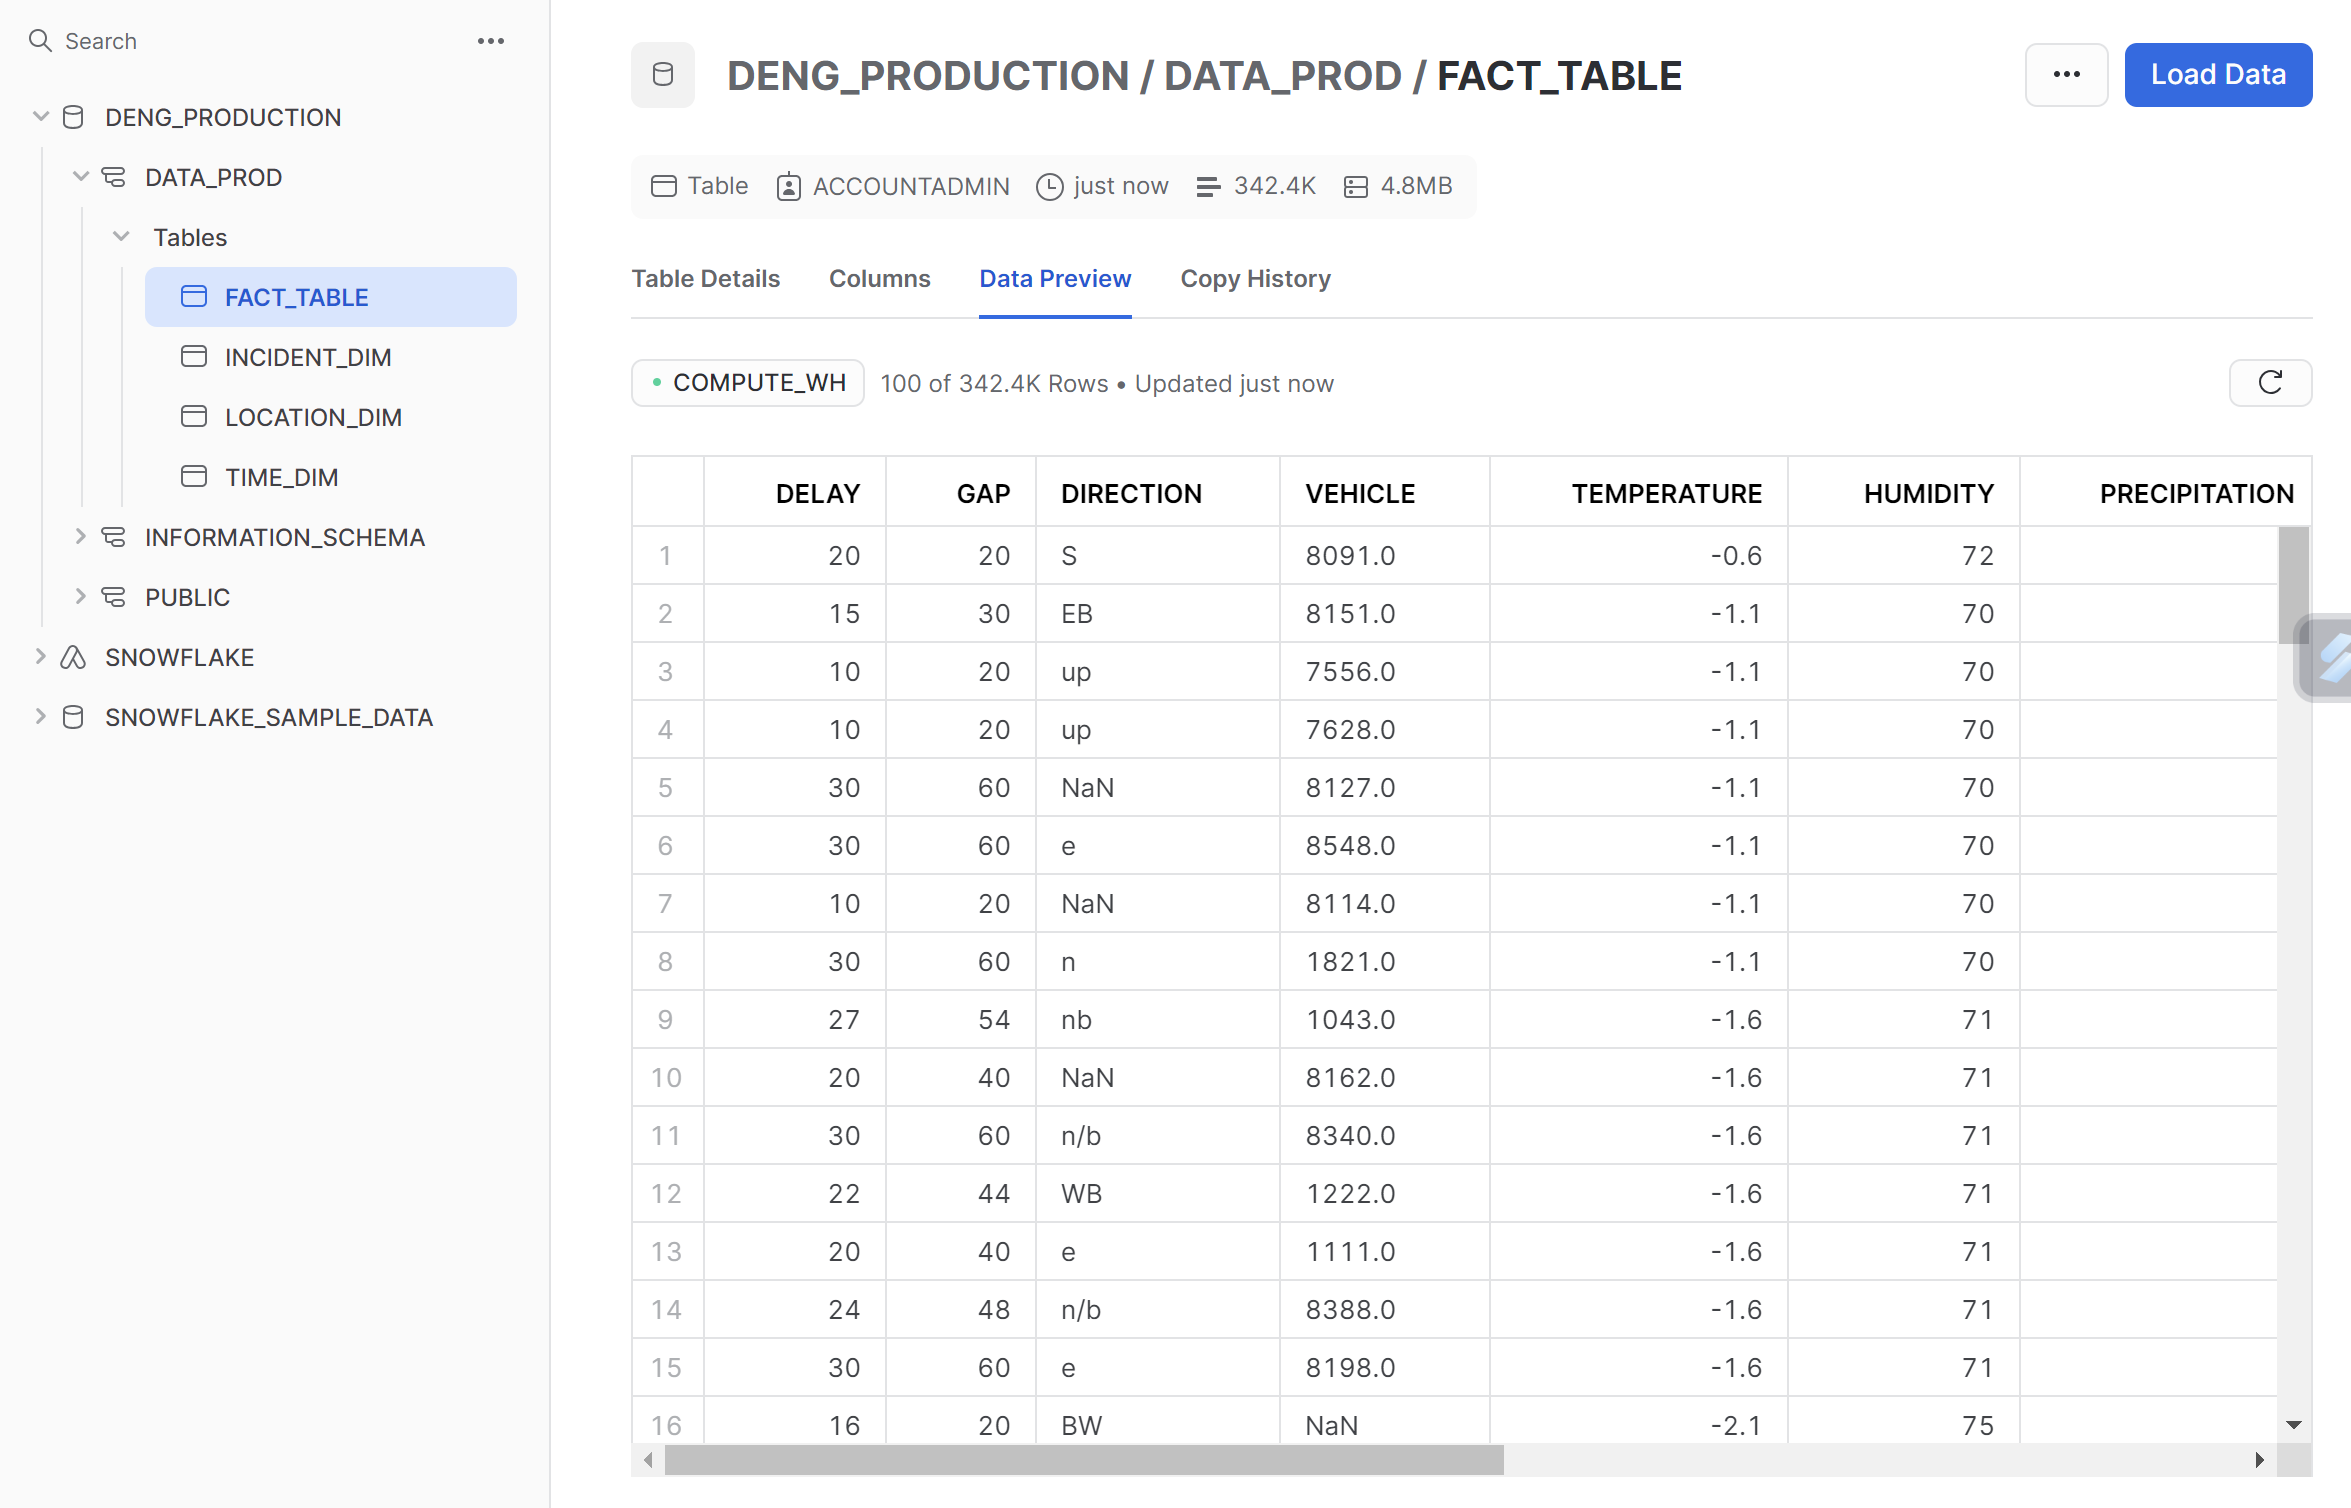 Search
DENG_PRODUCTION
DATA_PROD
Tables
FACT_TABLE
INCIDENT_DIM
LOCATION_DIM
TIME_DIM
INFORMATION_SCHEMA
PUBLIC
SNOWFLAKE
SNOWFLAKE_SAMPLE_DATA
DENG_PRODUCTION / DATA_PROD / FACT_TABLE
Load Data
Table ACCOUNTADMIN just now 342.4K 4.8MB
Table Details Columns Data Preview Copy History
COMPUTE_WH 100 of 342.4K Rows • Updated just now
DELAY GAP DIRECTION VEHICLE TEMPERATURE HUMIDITY PRECIPITATION
1 20 20 S 8091.0 -0.6 72
2 15 30 EB 8151.0 -1.1 70
3 10 20 up 7556.0 -1.1 70
4 10 20 up 7628.0 -1.1 70
5 30 60 NaN 8127.0 -1.1 70
6 30 60 e 8548.0 -1.1 70
7 10 20 NaN 8114.0 -1.1 70
8 30 60 n 1821.0 -1.1 70
9 27 54 nb 1043.0 -1.6 71
10 20 40 NaN 8162.0 -1.6 71
11 30 60 n/b 8340.0 -1.6 71
12 22 44 WB 1222.0 -1.6 71
13 20 40 e 1111.0 -1.6 71
14 24 48 n/b 8388.0 -1.6 71
15 30 60 e 8198.0 -1.6 71
16 16 20 BW NaN -2.1 75